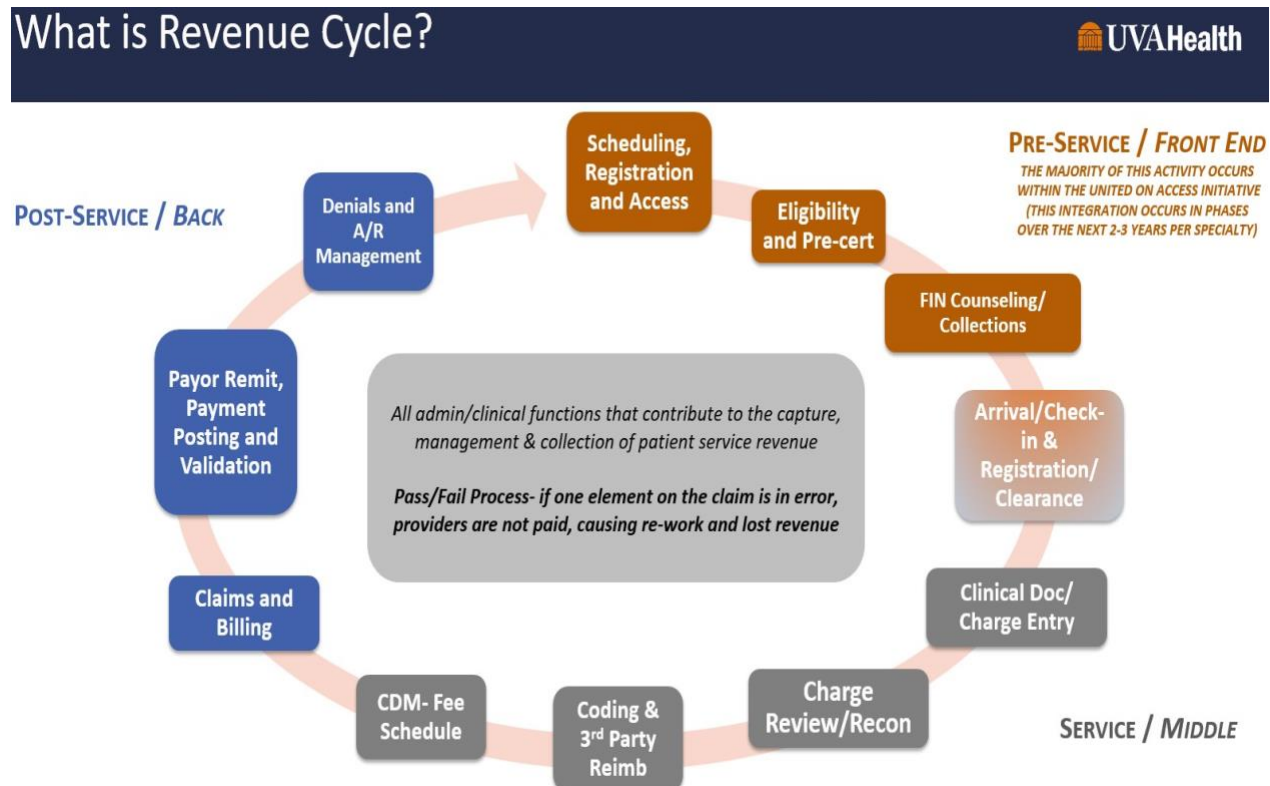 What is Revenue Cycle?
UVAHealth
PRE-SERVICE / FRONT END
THE MAJORITY OF THIS ACTIVITY OCCURS
WITHIN THE UNITED ON ACCESS INITIATIVE
(THIS INTEGRATION OCCURS IN PHASES
OVER THE NEXT 2-3 YEARS PER SPECIALTY)
POST-SERVICE / BACK
Scheduling,
Registration
and Access
Eligibility
and Pre-cert
FIN Counseling/
Collections
Arrival/Check-
in &
Registration/
Clearance
Clinical Doc/
Charge Entry
SERVICE / MIDDLE
Charge
Review/Recon
Coding &
3rd Party
Reimb
CDM- Fee
Schedule
Claims and
Billing
Payor Remit,
Payment
Posting and
Validation
Denials and
A/R
Management
All admin/clinical functions that contribute to the capture,
management & collection of patient service revenue
Pass/Fail Process- if one element on the claim is in error,
providers are not paid, causing re-work and lost revenue